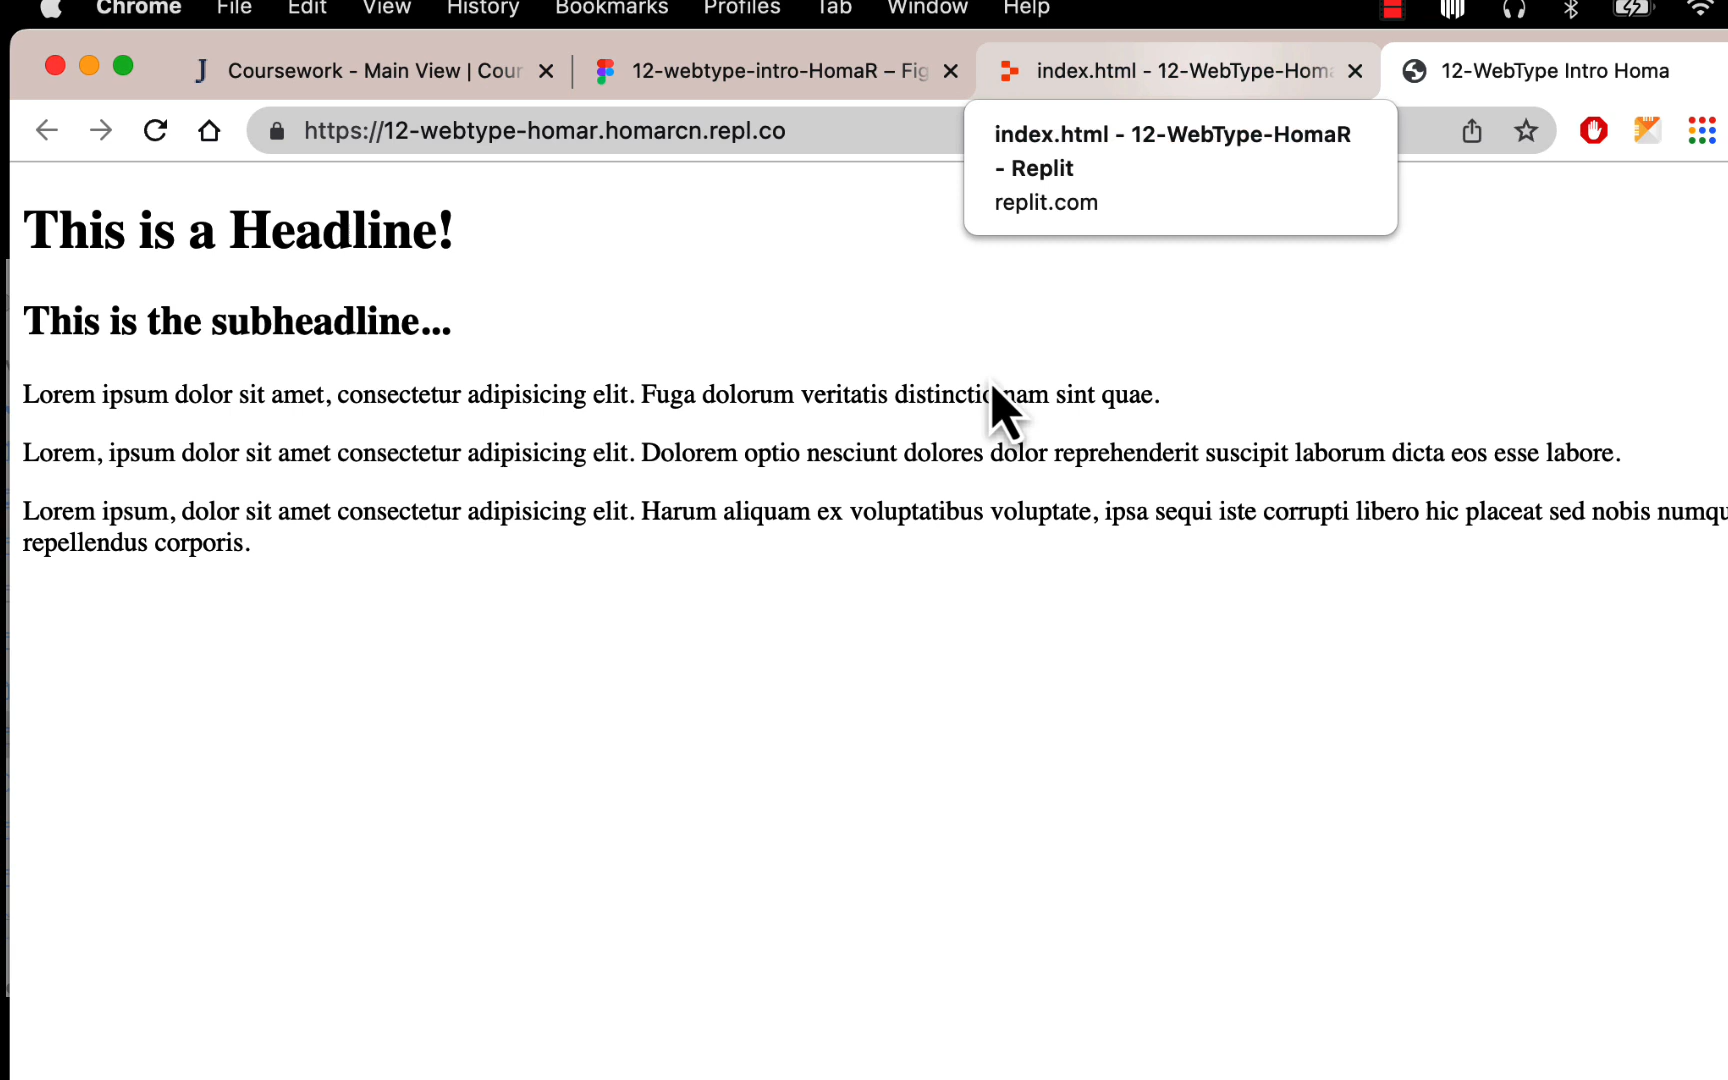 Chrome File Edit View History Bookmarks Profiles Tab Window Help
Coursework - Main View | Cour 12-webtype-intro-HomaR – Fig index.html - 12-WebType-Homa 12-WebType Intro Homa
https://12-webtype-homar.homarcn.repl.co
index.html - 12-WebType-HomaR
- Replit
replit.com
This is a Headline!
This is the subheadline...
Lorem ipsum dolor sit amet, consectetur adipisicing elit. Fuga dolorum veritatis distinctio nam sint quae.
Lorem, ipsum dolor sit amet consectetur adipisicing elit. Dolorem optio nesciunt dolores dolor reprehenderit suscipit laborum dicta eos esse labore.
Lorem ipsum, dolor sit amet consectetur adipisicing elit. Harum aliquam ex voluptatibus voluptate, ipsa sequi iste corrupti libero hic placeat sed nobis numqu
repellendus corporis.